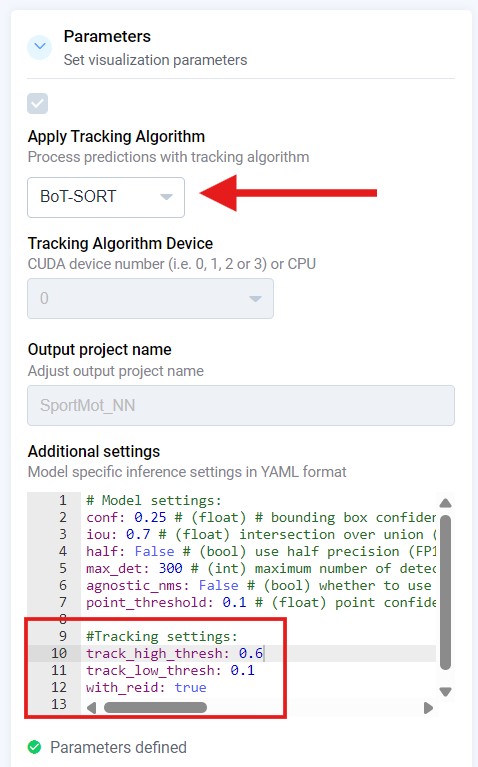 Parameters
Set visualization parameters
Apply Tracking Algorithm
Process predictions with tracking algorithm
BoT-SORT
Tracking Algorithm Device
CUDA device number (i.e. 0, 1, 2 or 3) or CPU
0
Output project name
Adjust output project name
SportMot_NN
Additional settings
Model specific inference settings in YAML format
1 # Model settings:
2 conf: 0.25 # (float) # bounding box confiden
3 iou: 0.7 # (float) intersection over union (
4 half: False # (bool) use half precision (FP1
5 max_det: 300 # (int) maximum number of detec
6 agnostic_nms: False # (bool) whether to use
7 point_threshold: 0.1 # (float) point confide
8
9 #Tracking settings:
10 track_high_thresh: 0.6
11 track_low_thresh: 0.1
12 with_reid: true
13
Parameters defined